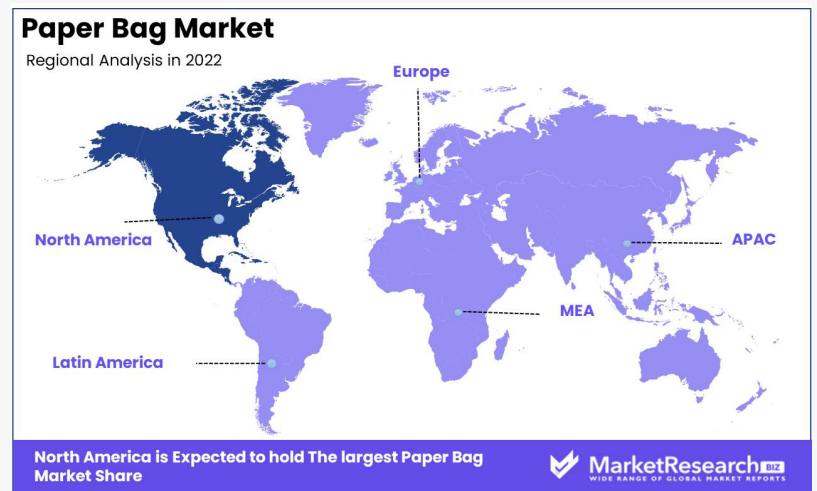 Paper Bag Market
Regional Analysis in 2022
Europe
North America
APAC
MEA
Latin America
North America is Expected to hold The largest Paper Bag
Market Share
MarketResearch BIZ
WIDE RANGE OF GLOBAL MARKET REPORTS